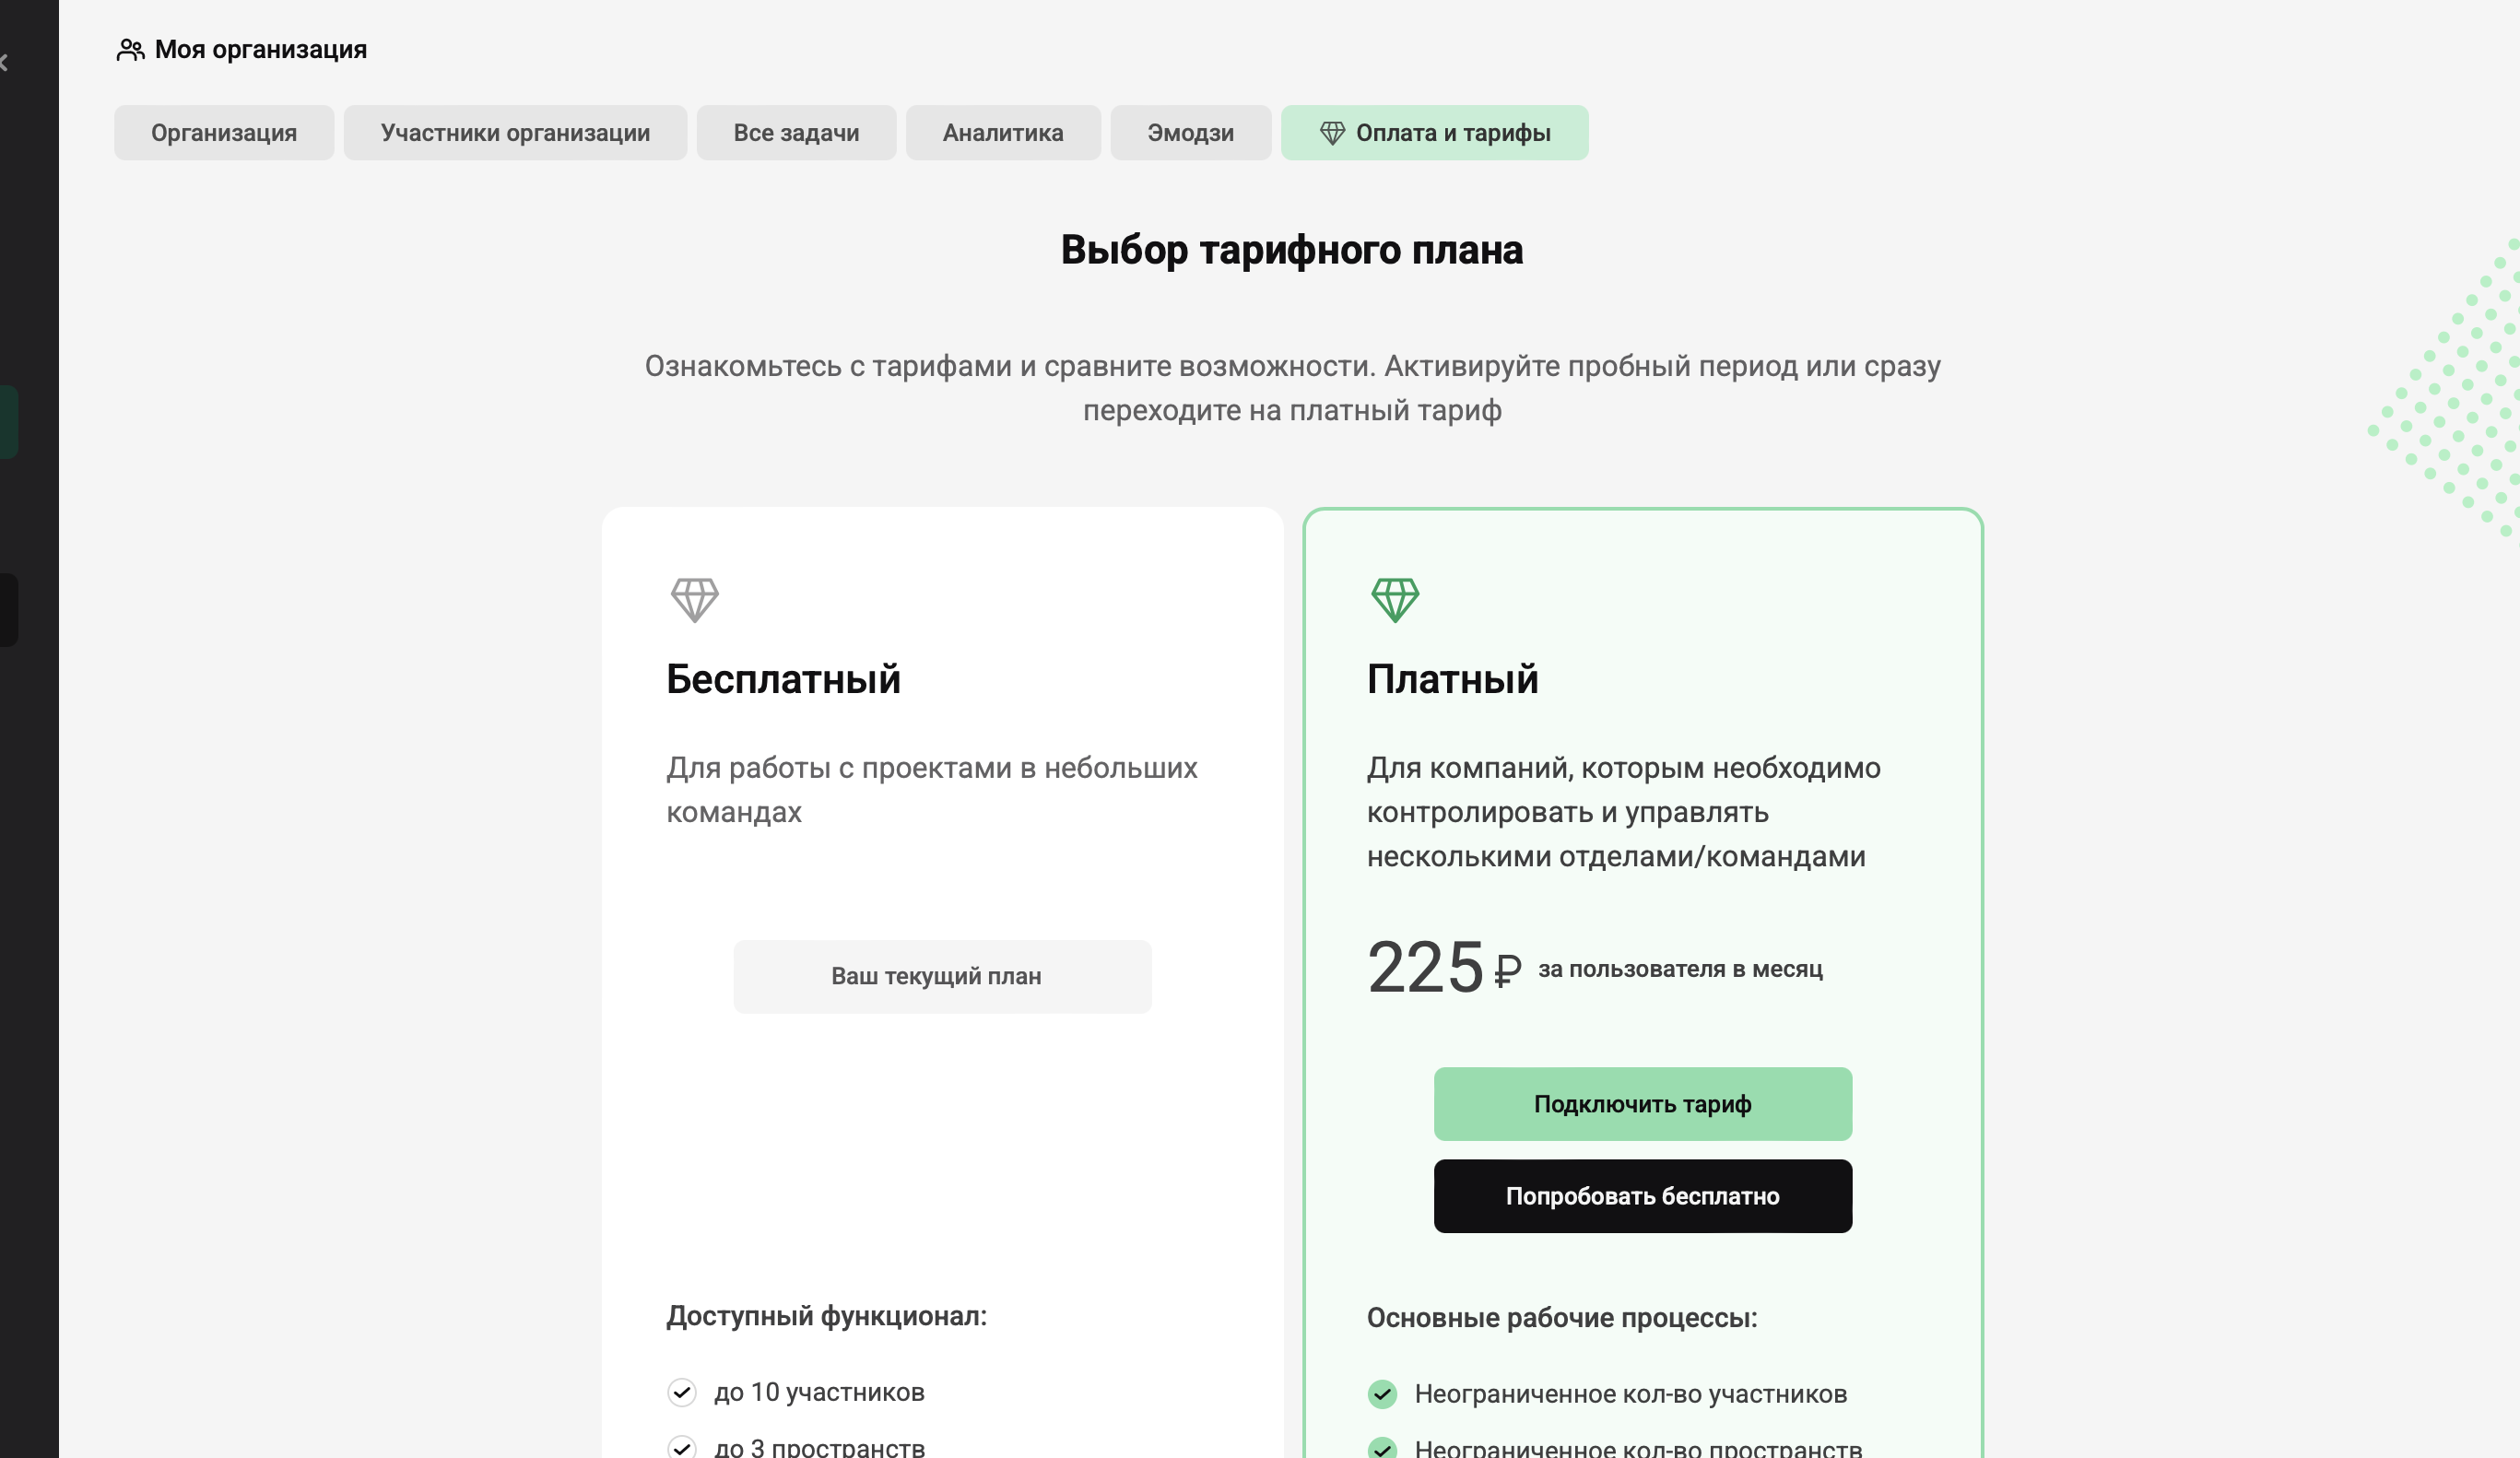 Моя организация
Организация
Участники организации
Все задачи
Аналитика
Эмодзи
Оплата и тарифы
Выбор тарифного плана
Ознакомьтесь с тарифами и сравните возможности. Активируйте пробный период или сразу
переходите на платный тариф
Бесплатный
Для работы с проектами в небольших
командах
Ваш текущий план
Доступный функционал:
до 10 участников
до 3 пространств
Платный
Для компаний, которым необходимо
контролировать и управлять
несколькими отделами/командами
225 ₽ за пользователя в месяц
Подключить тариф
Попробовать бесплатно
Основные рабочие процессы:
Неограниченное кол-во участников
Неограниченное кол-во пространств